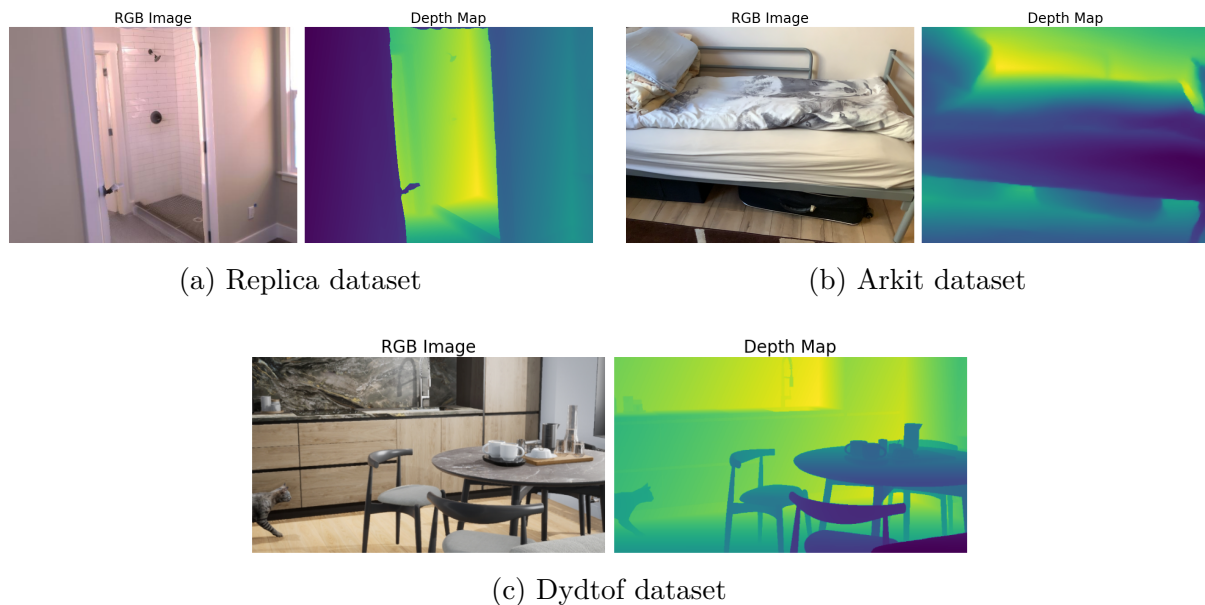 RGB Image
Depth Map
RGB Image
Depth Map
(a) Replica dataset
(b) Arkit dataset
RGB Image
Depth Map
(c) Dydtof dataset